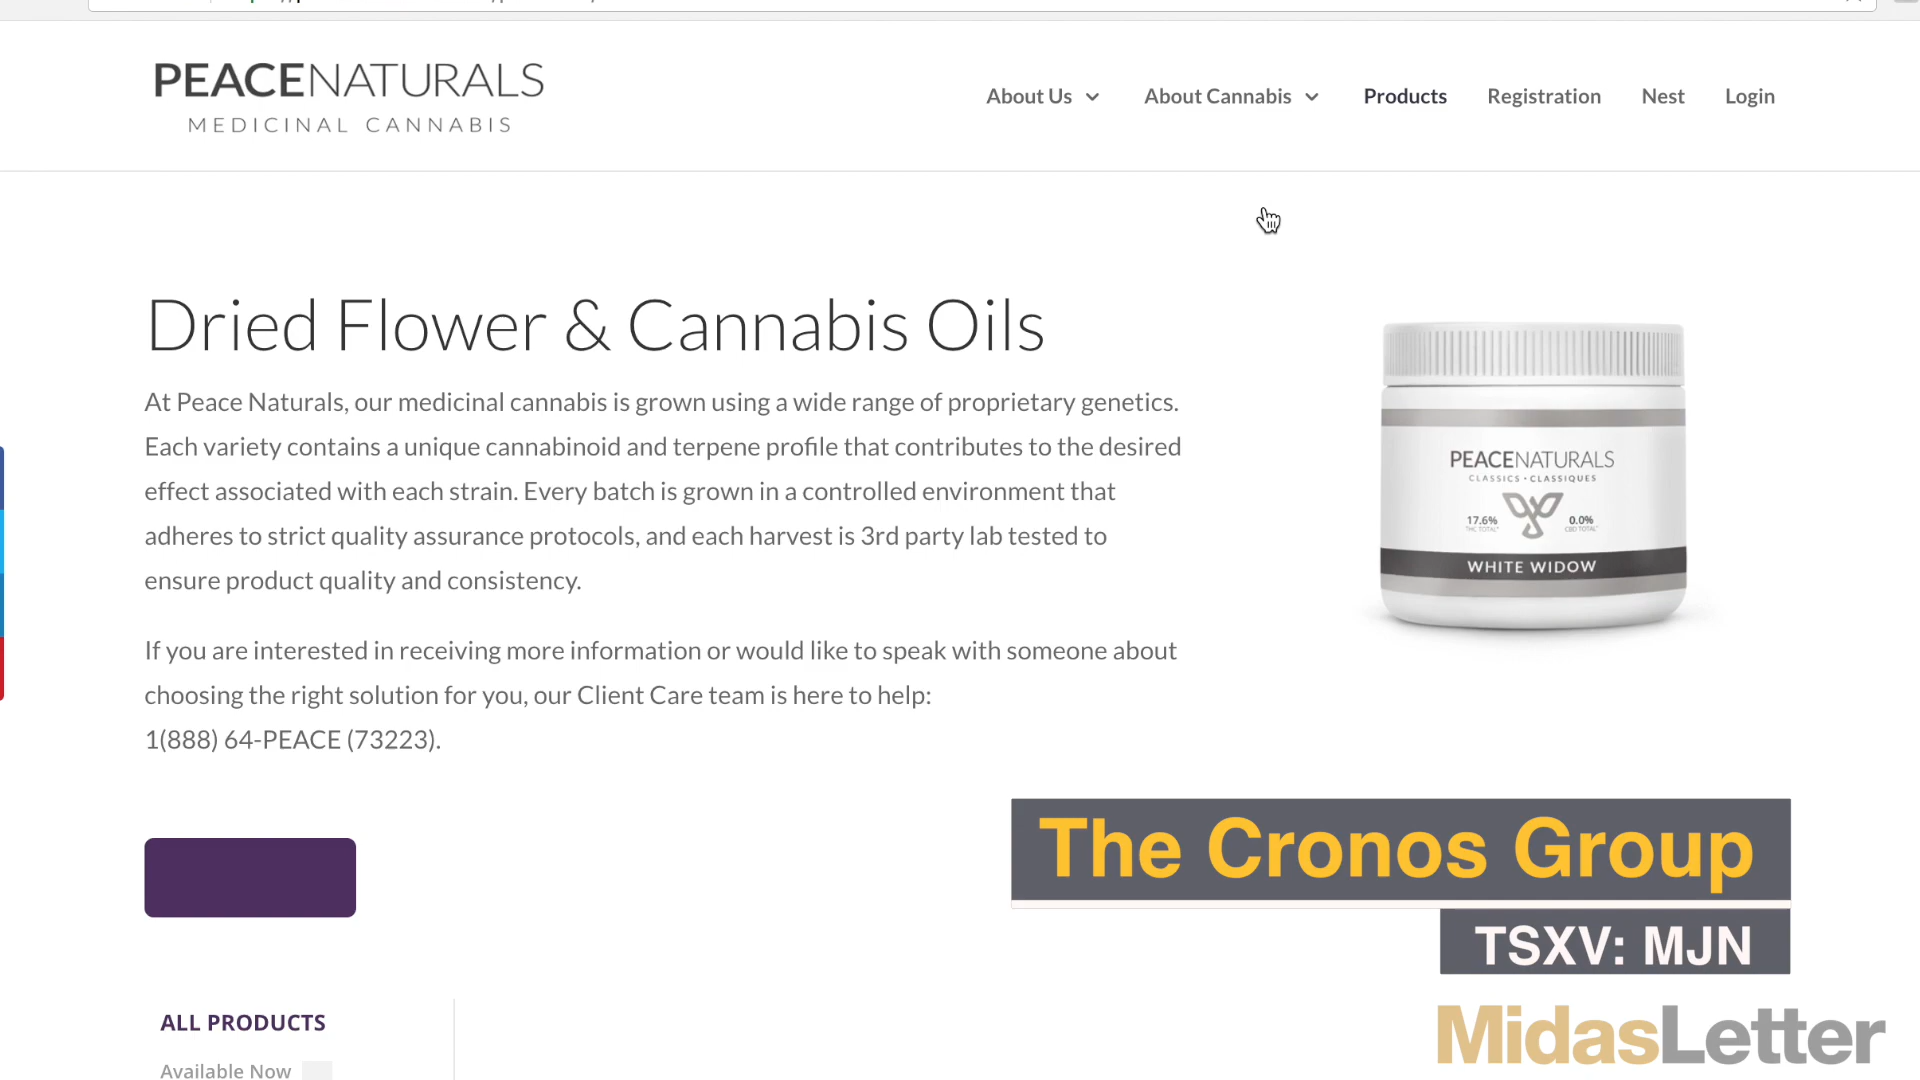 PEACENATURALS
MEDICINAL CANNABIS
About Us
About Cannabis
Products
Registration
Nest
Login
Dried Flower & Cannabis Oils
At Peace Naturals, our medicinal cannabis is grown using a wide range of proprietary genetics.
Each variety contains a unique cannabinoid and terpene profile that contributes to the desired
effect associated with each strain. Every batch is grown in a controlled environment that
adheres to strict quality assurance protocols, and each harvest is 3rd party lab tested to
ensure product quality and consistency.
If you are interested in receiving more information or would like to speak with someone about
choosing the right solution for you, our Client Care team is here to help:
1(888) 64-PEACE (73223).
PEACENATURALS
CLASSICS • CLASSIQUES
17.6%
THC TOTAL*
0.0%
CBD TOTAL*
WHITE WIDOW
The Cronos Group
TSXV: MJN
MidasLetter
ALL PRODUCTS
Available Now